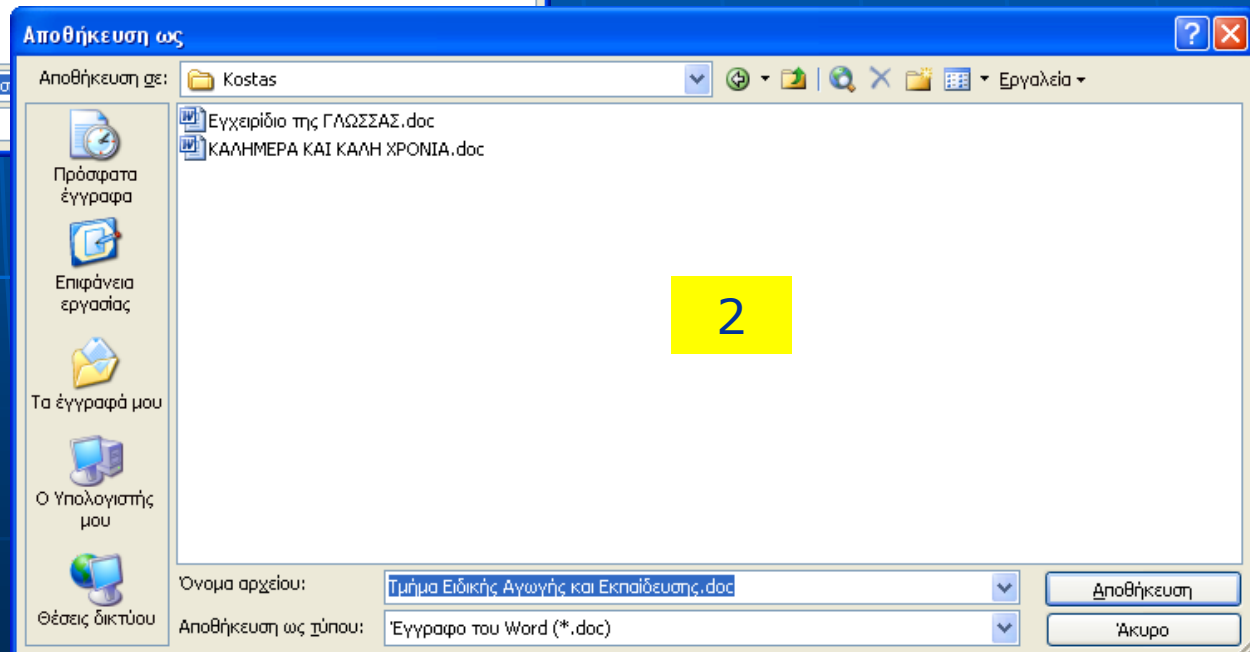 Αποθήκευση ως
Αποθήκευση σε:
Kostas
Εργαλεία
Εγχειρίδιο της ΓΛΩΣΣΑΣ.doc
ΚΑΛΗΜΕΡΑ ΚΑΙ ΚΑΛΗ ΧΡΟΝΙΑ.doc
Πρόσφατα
έγγραφα
Επιφάνεια
εργασίας
Τα έγγραφά μου
Ο Υπολογιστής
μου
Θέσεις δικτύου
2
Όνομα αρχείου:
Τμήμα Ειδικής Αγωγής και Εκπαίδευσης.doc
Αποθήκευση
Αποθήκευση ως τύπου:
Έγγραφο του Word (*.doc)
Άκυρο